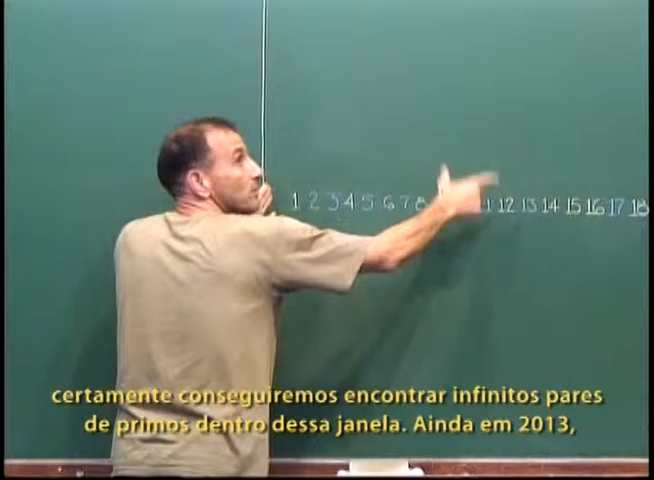 1 2 3 4 5 6 7 8 1 12 13 14 15 16 17 18
certamente conseguiremos encontrar infinitos pares
de primos dentro dessa janela. Ainda em 2013,